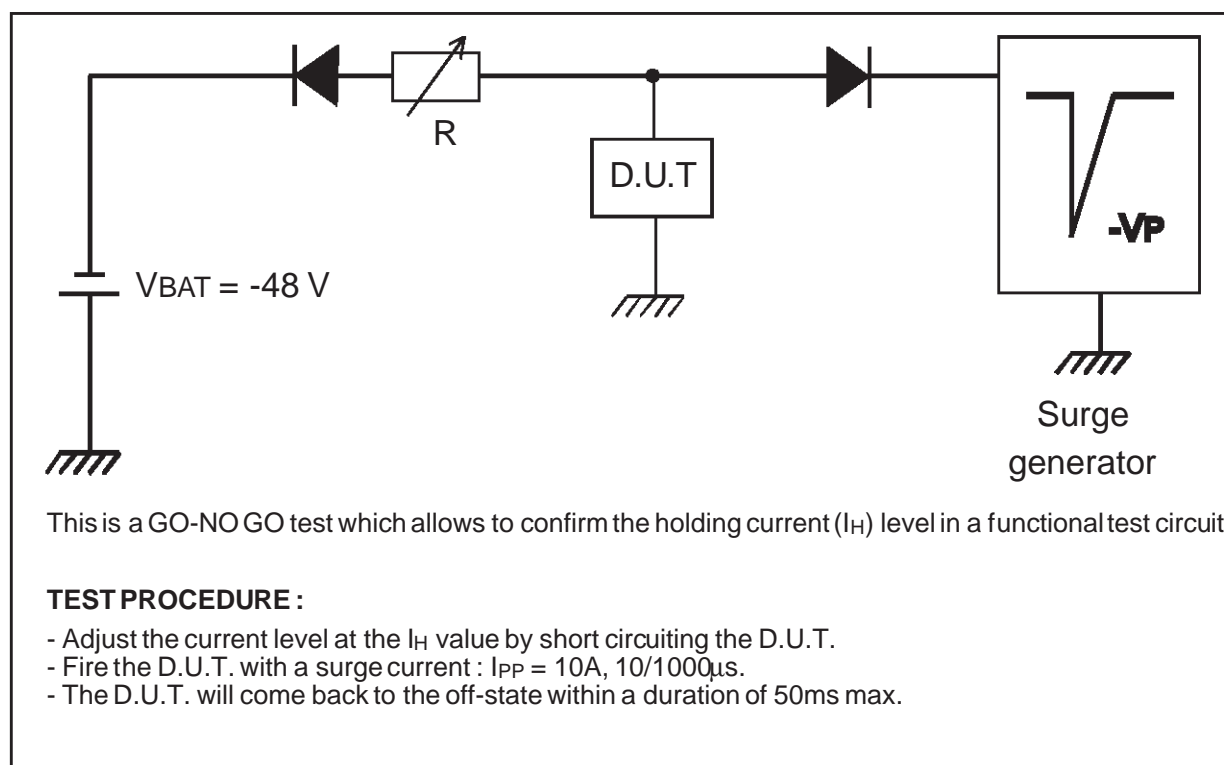 R
D.U.T
-VP
VBAT = -48 V
Surge
generator
This is a GO-NO GO test which allows to confirm the holding current (IH) level in a functional test circuit
TEST PROCEDURE :
- Adjust the current level at the IH value by short circuiting the D.U.T.
- Fire the D.U.T. with a surge current : IPP = 10A, 10/1000μs.
- The D.U.T. will come back to the off-state within a duration of 50ms max.